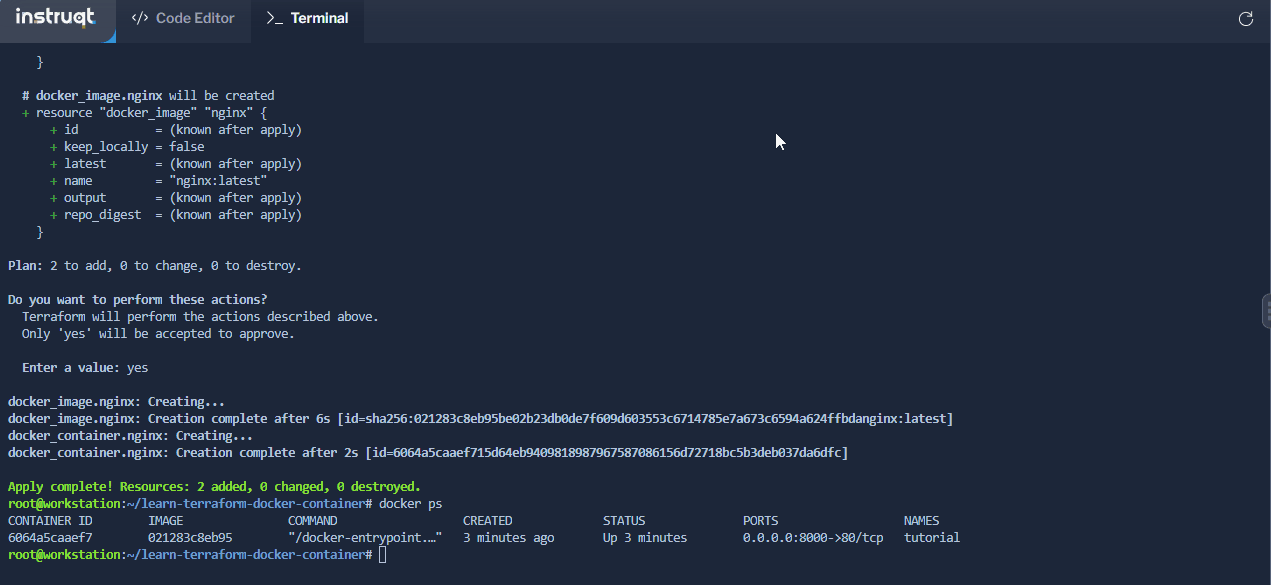 instruqt
</> Code Editor
>_ Terminal
}
# docker_image.nginx will be created
+ resource "docker_image" "nginx" {
+ id = (known after apply)
+ keep_locally = false
+ latest = (known after apply)
+ name = "nginx:latest"
+ output = (known after apply)
+ repo_digest = (known after apply)
}
Plan: 2 to add, 0 to change, 0 to destroy.
Do you want to perform these actions?
Terraform will perform the actions described above.
Only 'yes' will be accepted to approve.
Enter a value: yes
docker_image.nginx: Creating...
docker_image.nginx: Creation complete after 6s [id=sha256:021283c8eb95be02b23db0de7f609d603553c6714785e7a673c6594a624ffbdanginx:latest]
docker_container.nginx: Creating...
docker_container.nginx: Creation complete after 2s [id=6064a5caaef715d64eb9409818987967587086156d72718bc5b3deb037da6dfc]
Apply complete! Resources: 2 added, 0 changed, 0 destroyed.
root@workstation:~/learn-terraform-docker-container# docker ps
CONTAINER ID IMAGE COMMAND CREATED STATUS PORTS NAMES
6064a5caaef7 021283c8eb95 "/docker-entrypoint.…" 3 minutes ago Up 3 minutes 0.0.0.0:8000->80/tcp tutorial
root@workstation:~/learn-terraform-docker-container#